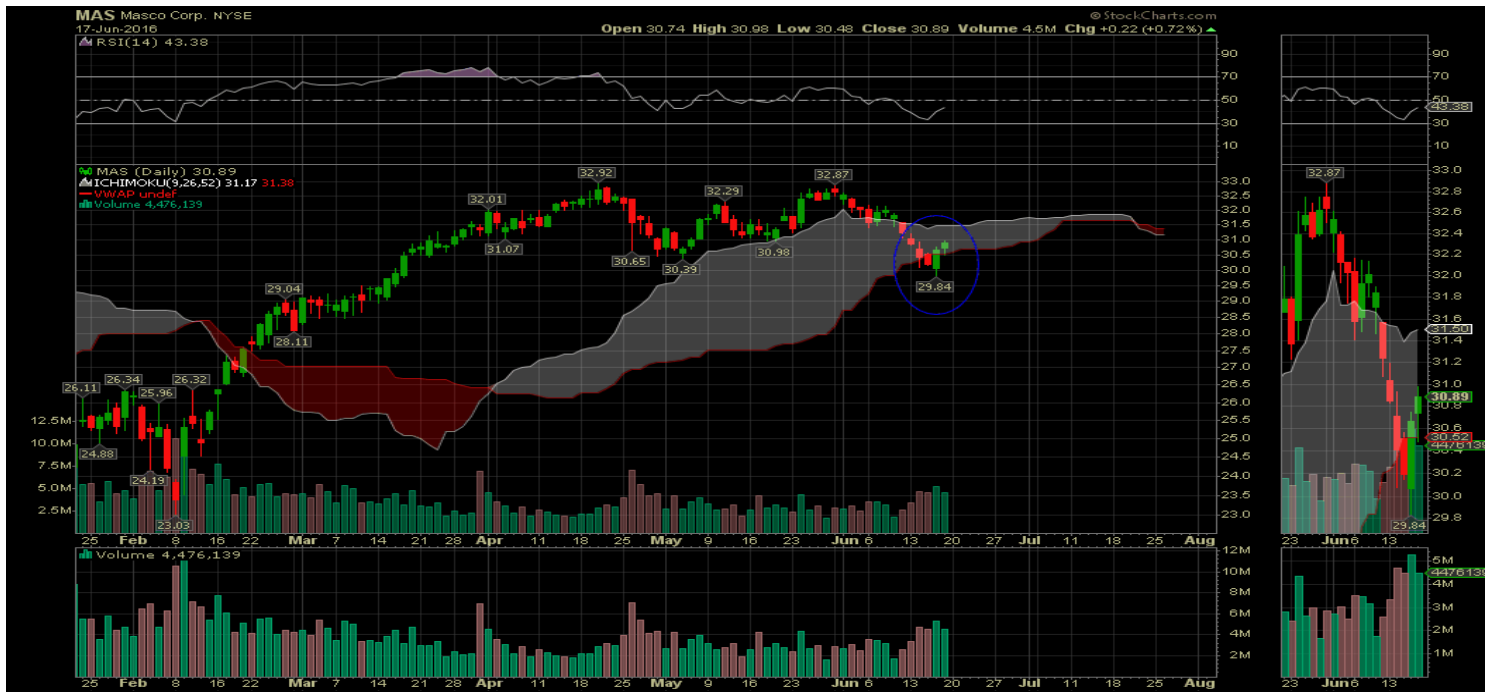 MAS Masco Corp. NYSE © StockCharts.com
17-Jun-2016 Open 30.74 High 30.98 Low 30.48 Close 30.89 Volume 4.5M Chg +0.22 (+0.72%)
RSI(14) 43.38
90 90
70 70
50 50
43.38
30 30
10 10
MAS (Daily) 30.89
ICHIMOKU(9,26,52) 31.17 31.38
VWAP undef
Volume 4,476,139
32.92 32.87 32.01 32.29 31.07 30.65 30.39 30.98 29.84
29.04 28.11
26.11 26.34 25.96 26.32
24.88 24.19 23.03
33.0
32.5
32.0
31.5
31.0
30.5
30.0
29.5
29.0
28.5
28.0
27.5
27.0
26.5
26.0
25.5
25.0
24.5
24.0
23.5
23.0
12.5M
10.0M
7.5M
5.0M
2.5M
32.87
33.0
32.8
32.6
32.4
32.2
32.0
31.8
31.6
31.50
31.4
31.2
31.0
30.89
30.8
30.6
30.52
4476139
30.4
30.2
30.0
29.8
29.84
25 Feb 8 16 22 Mar 7 14 21 28 Apr 11 18 25 May 9 16 23 Jun 6 13 20 27 Jul 11 18 25 Aug
23 Jun 6 13
Volume 4,476,139
12M
10M
8M
6M
4M
2M
5M
4476139
4M
3M
2M
1M
25 Feb 8 16 22 Mar 7 14 21 28 Apr 11 18 25 May 9 16 23 Jun 6 13 20 27 Jul 11 18 25 Aug
23 Jun 6 13